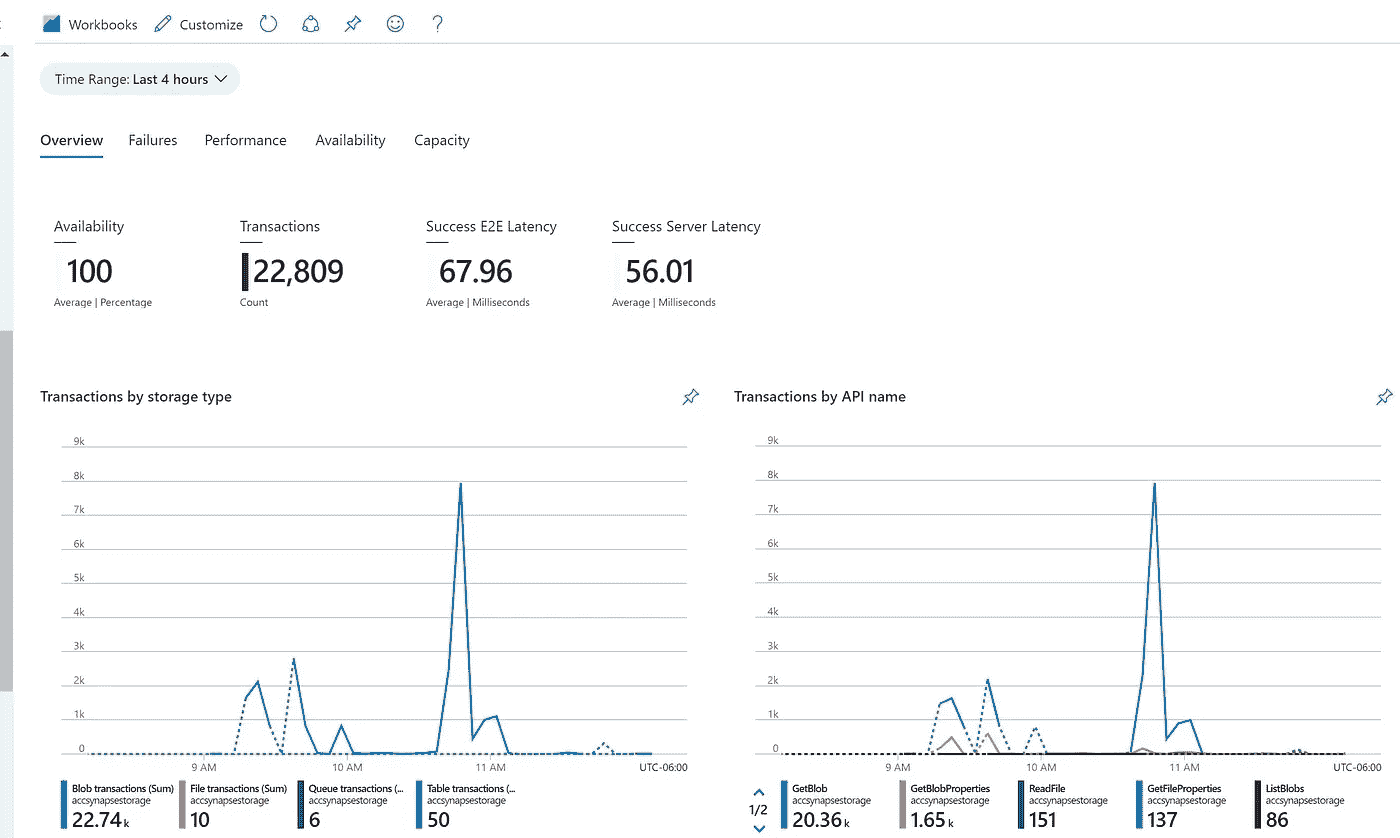 Workbooks Customize ?
Time Range: Last 4 hours
Overview Failures Performance Availability Capacity
Availability Transactions Success E2E Latency Success Server Latency
100 22,809 67.96 56.01
Average | Percentage Count Average | Milliseconds Average | Milliseconds
Transactions by storage type
9k
8k
7k
6k
5k
4k
3k
2k
1k
0
9 AM 10 AM 11 AM UTC-06:00
Blob transactions (Sum) File transactions (Sum) Queue transactions (... Table transactions (...
accsynapsestorage accsynapsestorage accsynapsestorage accsynapsestorage
22.74k 10 6 50
Transactions by API name
9k
8k
7k
6k
5k
4k
3k
2k
1k
0
9 AM 10 AM 11 AM UTC-06:00
1/2
GetBlob GetBlobProperties ReadFile GetFileProperties ListBlobs
accsynapsestorage accsynapsestorage accsynapsestorage accsynapsestorage accsynapsestorage
20.36k 1.65k 151 137 86